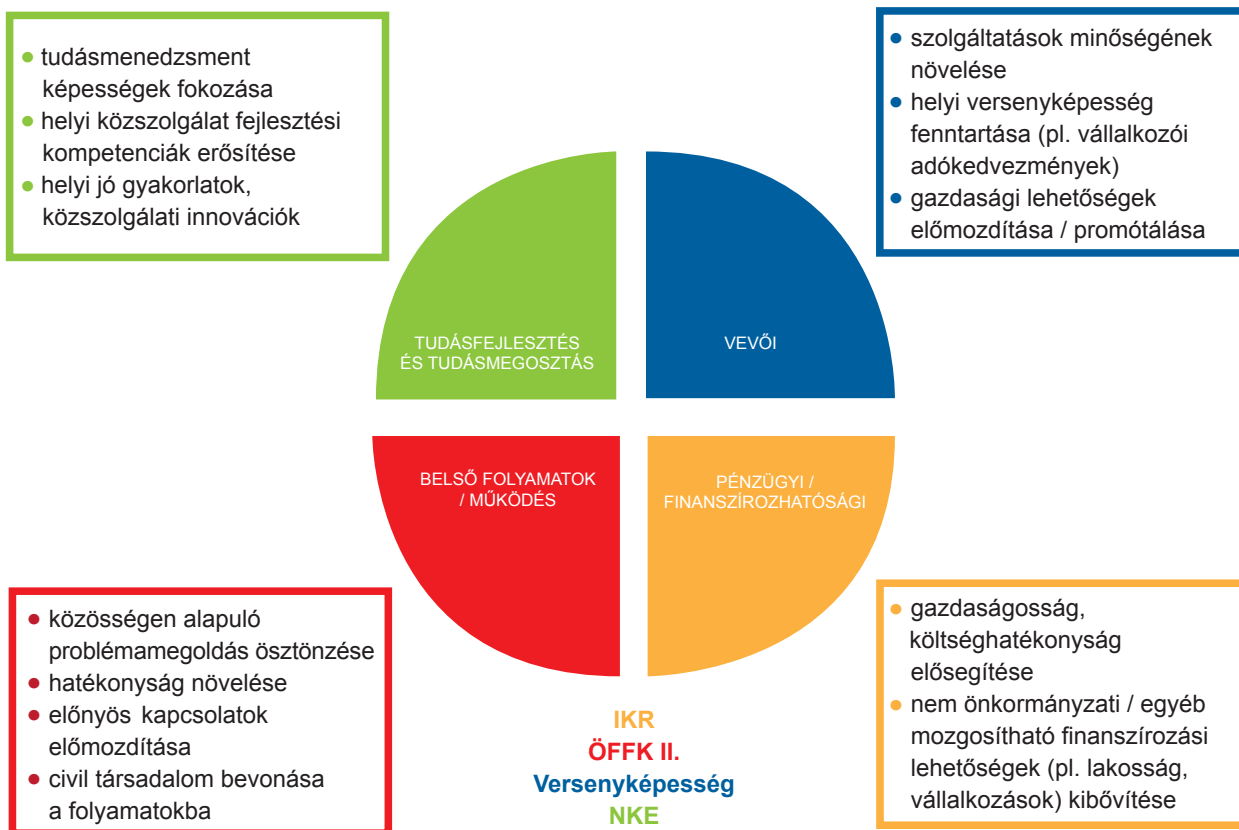 tudásmenedzsment
képességek fokozása
helyi közszolgálat fejlesztési
kompetenciák erősítése
helyi jó gyakorlatok,
közszolgálati innovációk
szolgáltatások minőségének
növelése
helyi versenyképesség
fenntartása (pl. vállalkozói
adókedvezmények)
gazdasági lehetőségek
előmozdítása / promótálása
TUDÁSFEJLESZTÉS
ÉS TUDÁSMEGOSZTÁS
VEVŐI
BELSŐ FOLYAMATOK
/ MŰKÖDÉS
PÉNZÜGYI /
FINANSZÍROZHATÓSÁGI
közösségen alapuló
problémamegoldás ösztönzése
hatékonyság növelése
előnyös kapcsolatok
előmozdítása
civil társadalom bevonása
a folyamatokba
IKR
ÖFFK II.
Versenyképesség
NKE
gazdaságosság,
költséghatékonyság
elősegítése
nem önkormányzati / egyéb
mozgosítható finanszírozási
lehetőségek (pl. lakosság,
vállalkozások) kibővítése